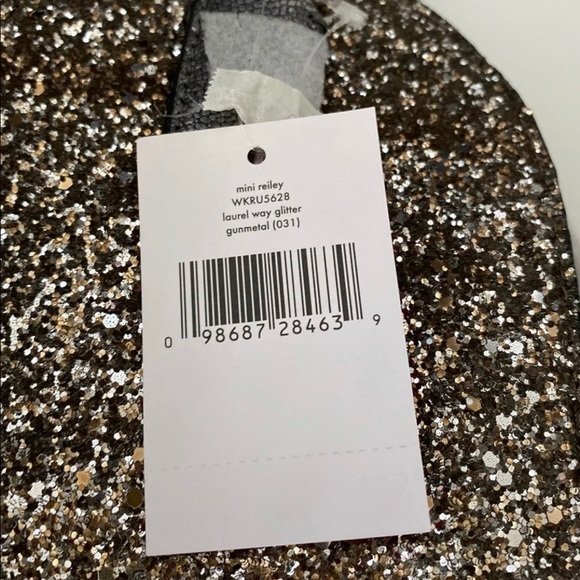 mini reiley
WKRU5628
laurel way glitter
gunmetal (031)
0 98687 28463 9